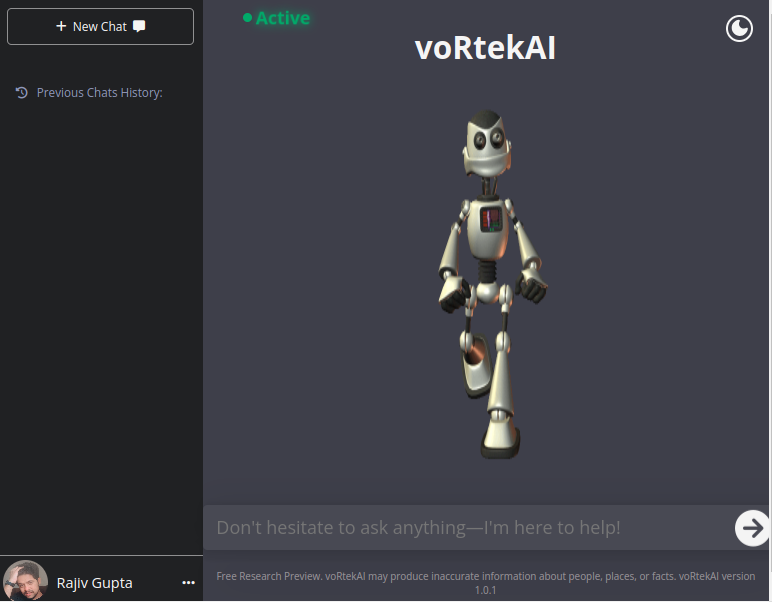 + New Chat
Previous Chats History:
Rajiv Gupta
Active
voRtekAI
Don't hesitate to ask anything—I'm here to help!
Free Research Preview. voRtekAI may produce inaccurate information about people, places, or facts. voRtekAI version
1.0.1